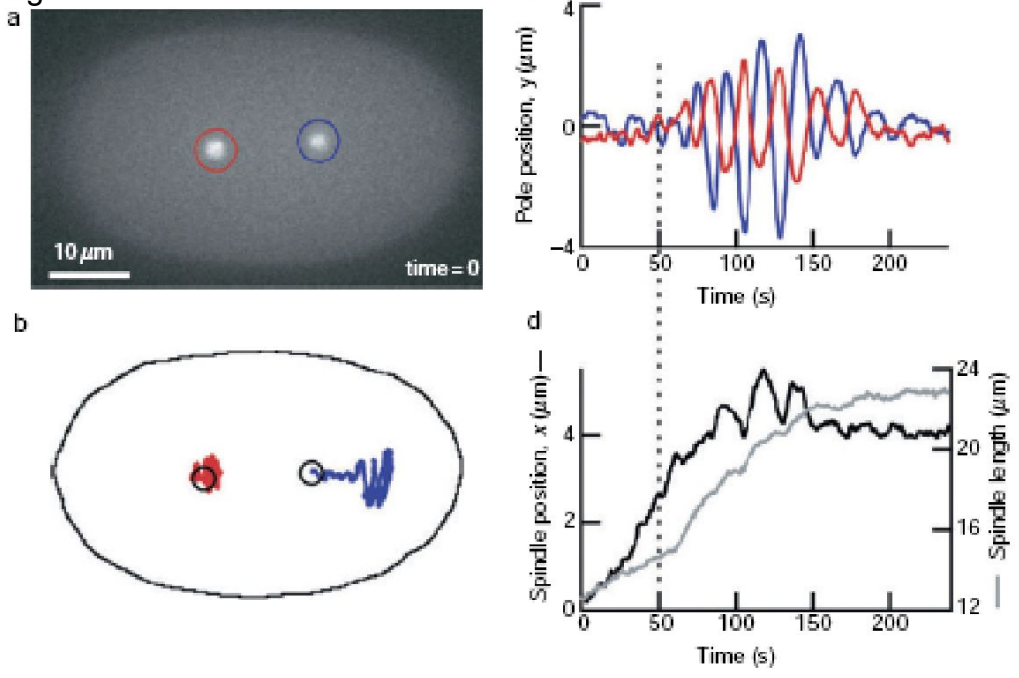 a
10 μm
time = 0
b
Pole position, y (μm)
4
0
–4
0 50 100 150 200
Time (s)
d
Spindle position, x (μm) —
4
2
0
24
20
16
12
— Spindle length (μm)
0 50 100 150 200
Time (s)